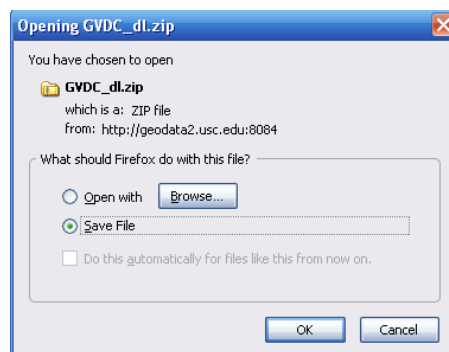 Opening GVDC_dl.zip
You have chosen to open
GVDC_dl.zip
which is a: ZIP file
from: http://geodata2.usc.edu:8084
What should Firefox do with this file?
Open with Browse...
Save File
Do this automatically for files like this from now on.
OK Cancel